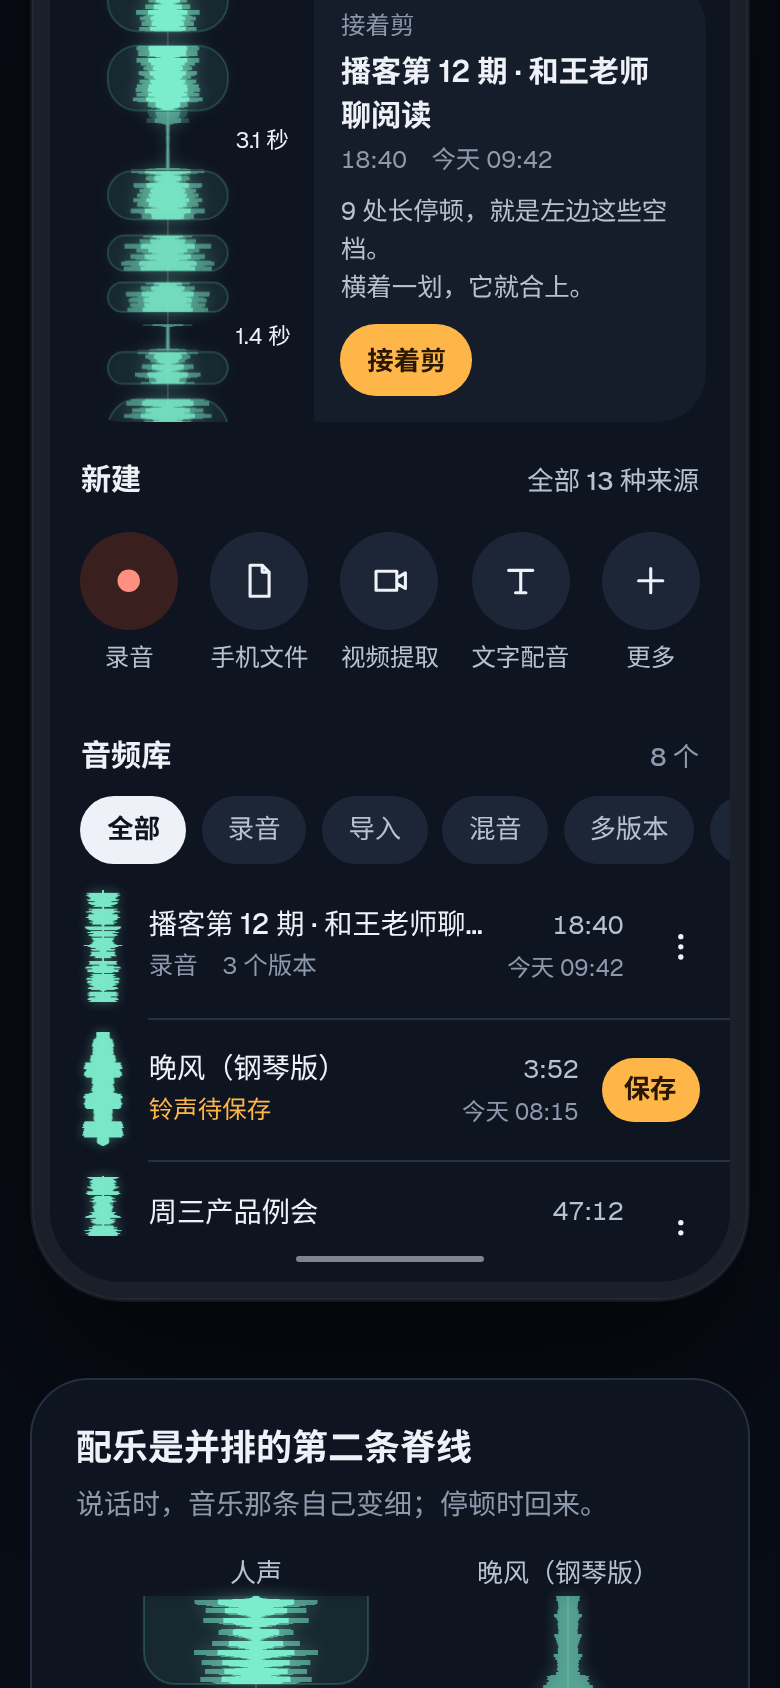 接着剪
播客第 12 期 · 和王老师
聊阅读
18:40 今天 09:42
3.1 秒
9 处长停顿，就是左边这些空
档。
横着一划，它就合上。
1.4 秒
接着剪
新建 全部 13 种来源
录音 手机文件 视频提取 文字配音 更多
音频库 8 个
全部 录音 导入 混音 多版本
播客第 12 期 · 和王老师聊... 18:40
录音 3 个版本 今天 09:42
晚风（钢琴版） 3:52
铃声待保存 今天 08:15 保存
周三产品例会 47:12
配乐是并排的第二条脊线
说话时，音乐那条自己变细；停顿时回来。
人声 晚风（钢琴版）